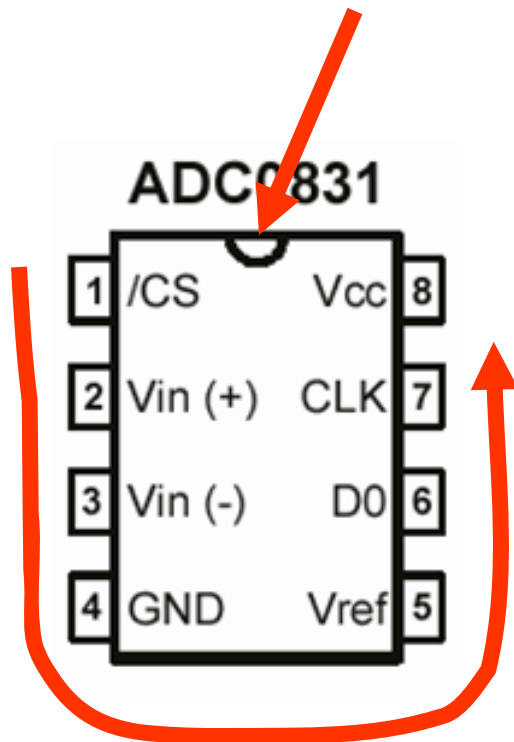 ADC0831
1 /CS Vcc 8
2 Vin (+) CLK 7
3 Vin (-) D0 6
4 GND Vref 5